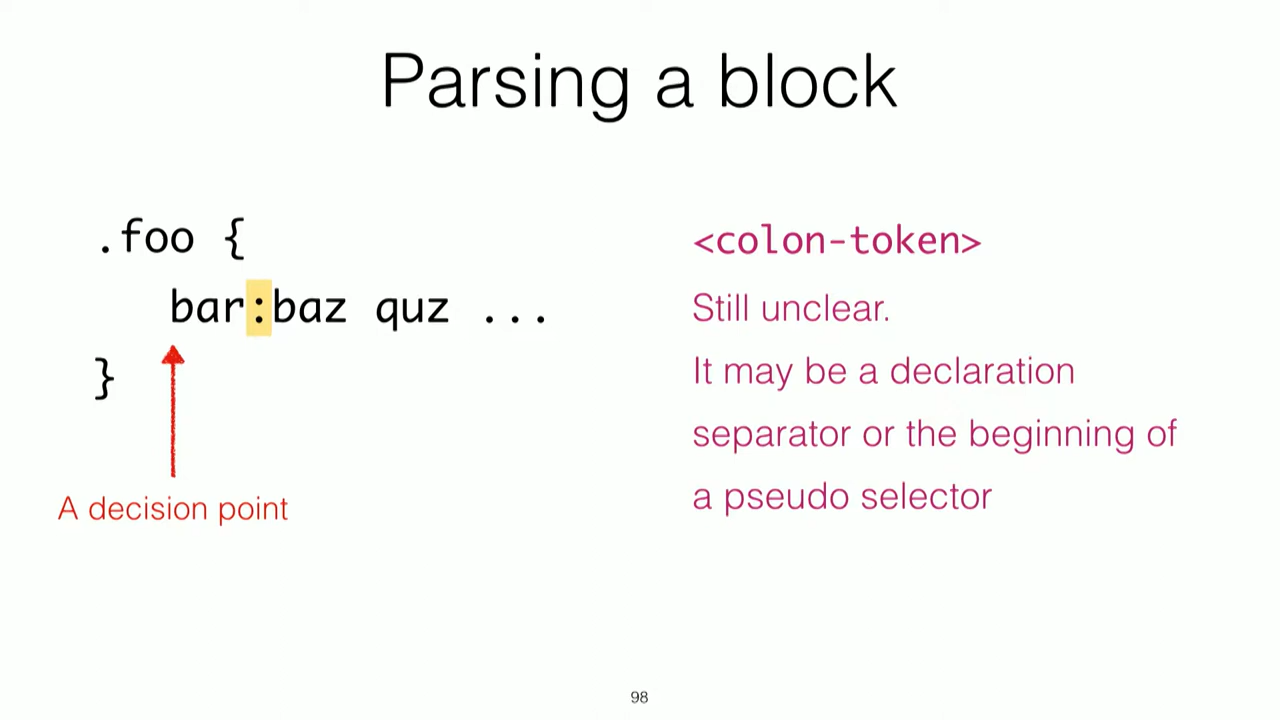 Parsing a block
.foo {
bar:baz quz ...
}
A decision point
<colon-token>
Still unclear.
It may be a declaration
separator or the beginning of
a pseudo selector
98